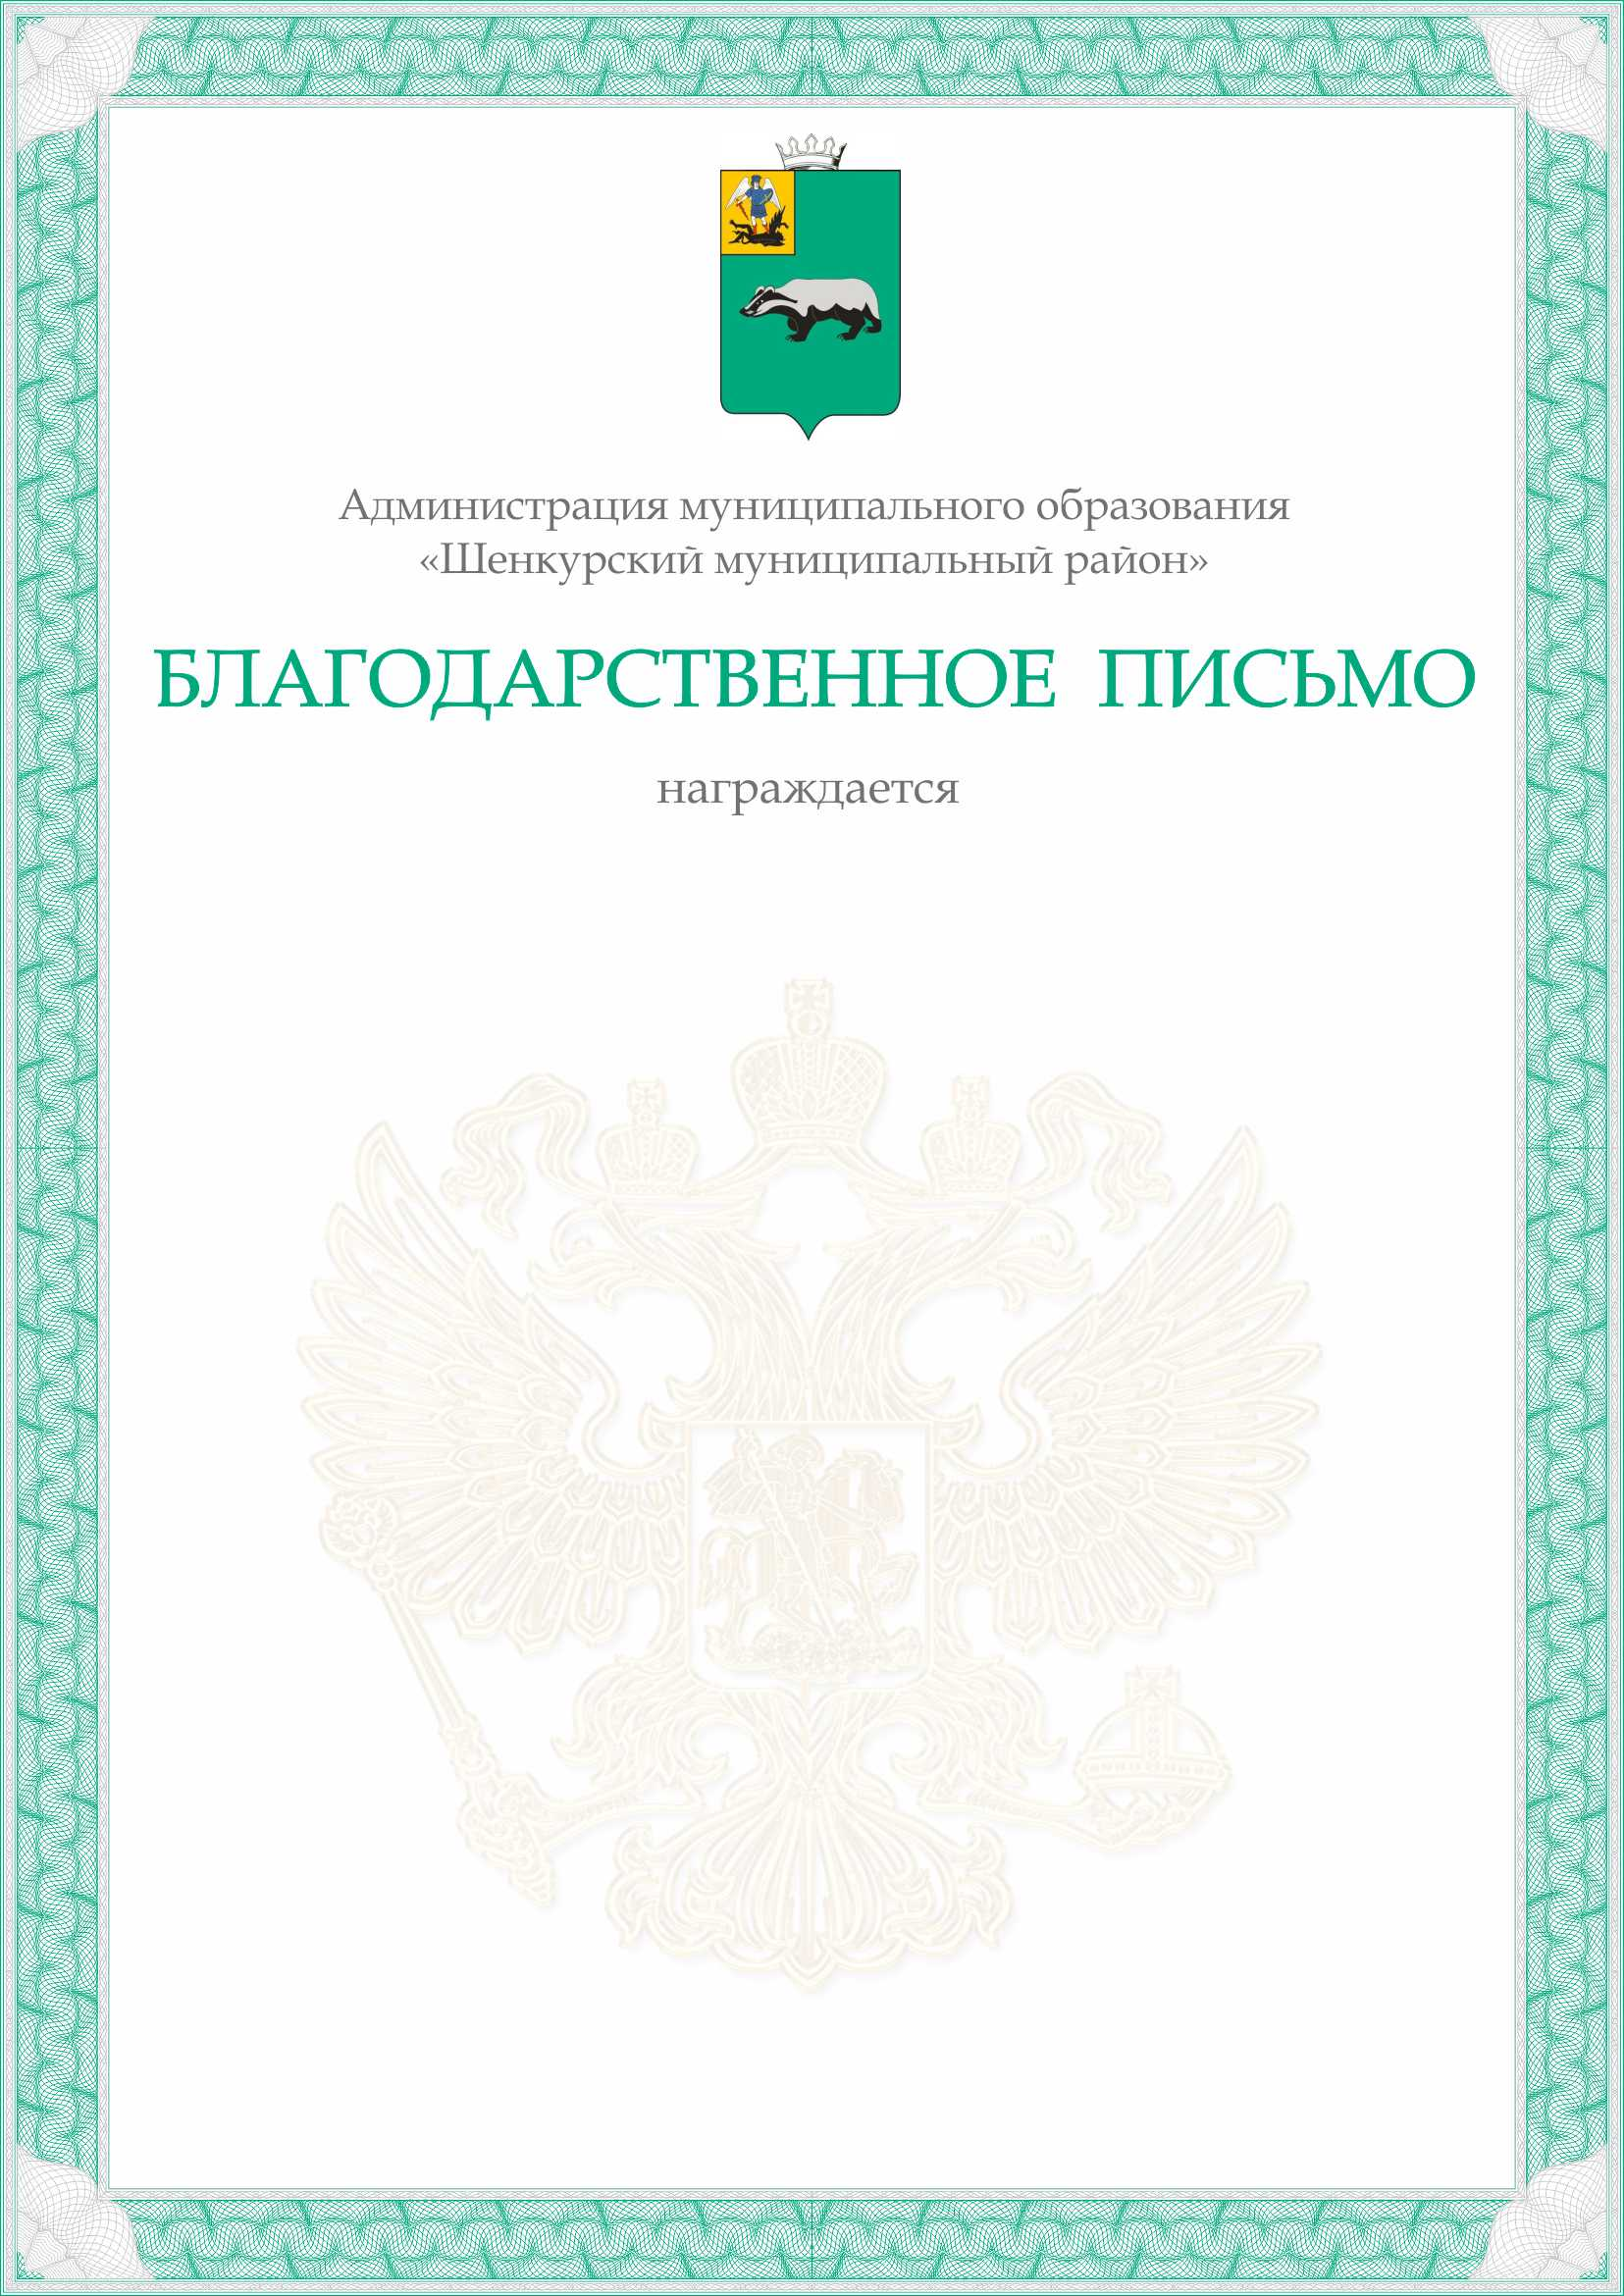 Администрация муниципального образования
«Шенкурский муниципальный район»
БЛАГОДАРСТВЕННОЕ ПИСЬМО
награждается